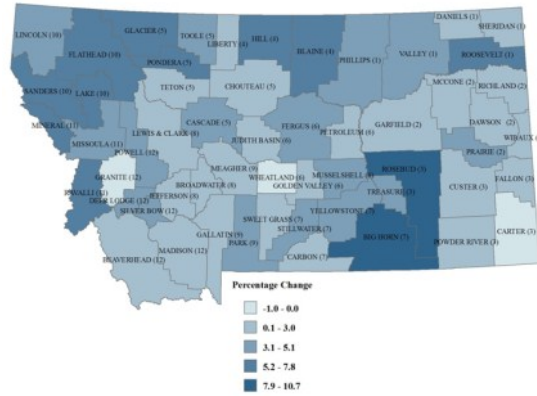 DANIELS (1)
SHERIDAN (1)
LINCOLN (10)
GLACIER (5)
TOOLE (5)
LIBERTY (4)
HILL (4)
BLAINE (4)
PHILLIPS (1)
VALLEY (1)
ROOSEVELT (1)
FLATHEAD (10)
PONDERA (5)
MCCONE (2)
RICHLAND (2)
TETON (5)
CHOUTEAU (5)
SANDERS (10)
LAKE (10)
CASCADE (5)
FERGUS (6)
PETROLEUM (6)
GARFIELD (2)
DAWSON (2)
MINERAL (11)
MISSOULA (11)
LEWIS & CLARK (8)
JUDITH BASIN (6)
PRAIRIE (2)
POWELL (12)
MEAGHER (9)
WHEATLAND (6)
MUSSELSHELL (6)
ROSEBUD (3)
FALLON (3)
GRANITE (12)
BROADWATER (8)
GOLDEN VALLEY (6)
TREASURE (3)
CUSTER (3)
RAVALLI (11)
DEER LODGE (12)
JEFFERSON (8)
SILVER BOW (12)
SWEET GRASS (7)
YELLOWSTONE (7)
STILLWATER (7)
GALLATIN (9)
PARK (9)
BIG HORN (7)
POWDER RIVER (3)
CARTER (3)
MADISON (12)
BEAVERHEAD (12)
CARBON (7)
Percentage Change
-1.0 - 0.0
0.1 - 3.0
3.1 - 5.1
5.2 - 7.8
7.9 - 10.7